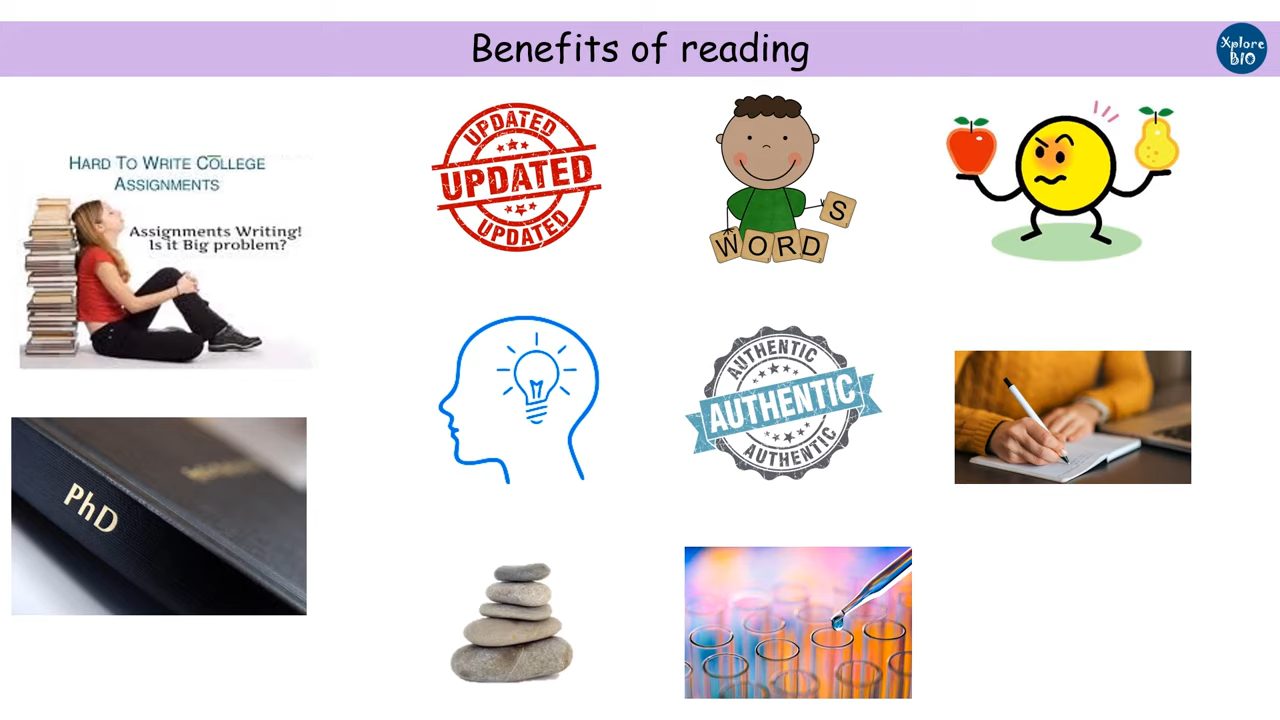 Benefits of reading
Xplore
BIO
HARD TO WRITE COLLEGE
ASSIGNMENTS
Assignments Writing!
Is it Big problem?
UPDATED
UPDATED
UPDATED
S
WORD
AUTHENTIC
AUTHENTIC
AUTHENTIC
PhD